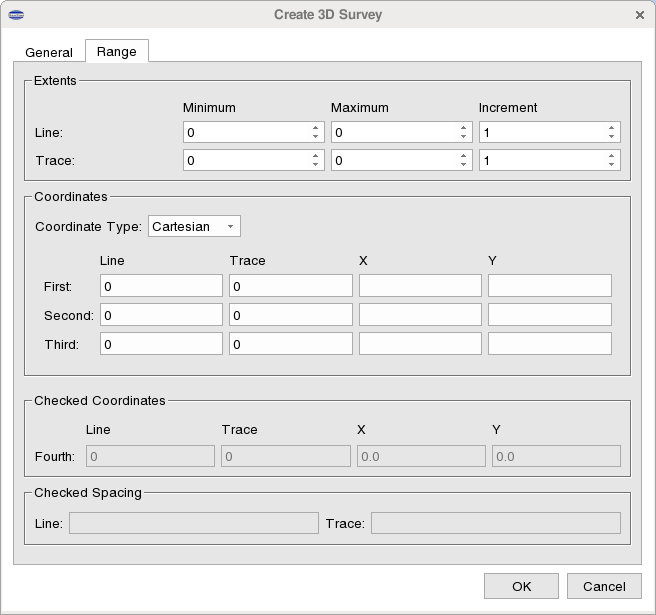 Create 3D Survey
General Range
Extents
Minimum Maximum Increment
Line: 0 0 1
Trace: 0 0 1
Coordinates
Coordinate Type: Cartesian
Line Trace X Y
First: 0 0
Second: 0 0
Third: 0 0
Checked Coordinates
Line Trace X Y
Fourth: 0 0 0.0 0.0
Checked Spacing
Line: Trace:
OK Cancel